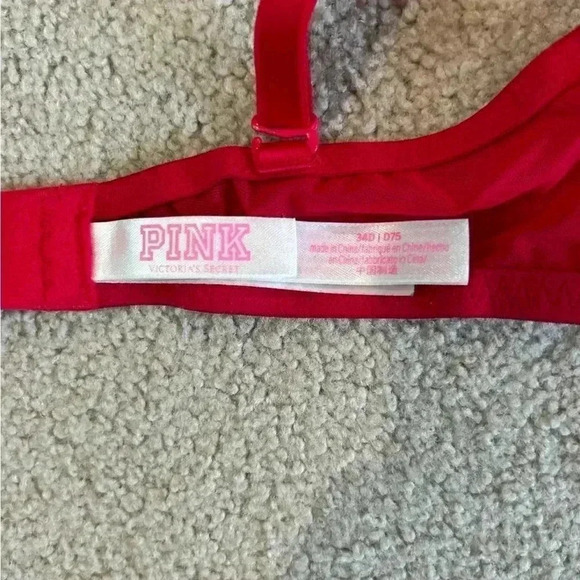 PINK
VICTORIA'S SECRET
34D | D75
made in China/fabriqué en Chine/hecho
en China/fabricado in China/
中国制造